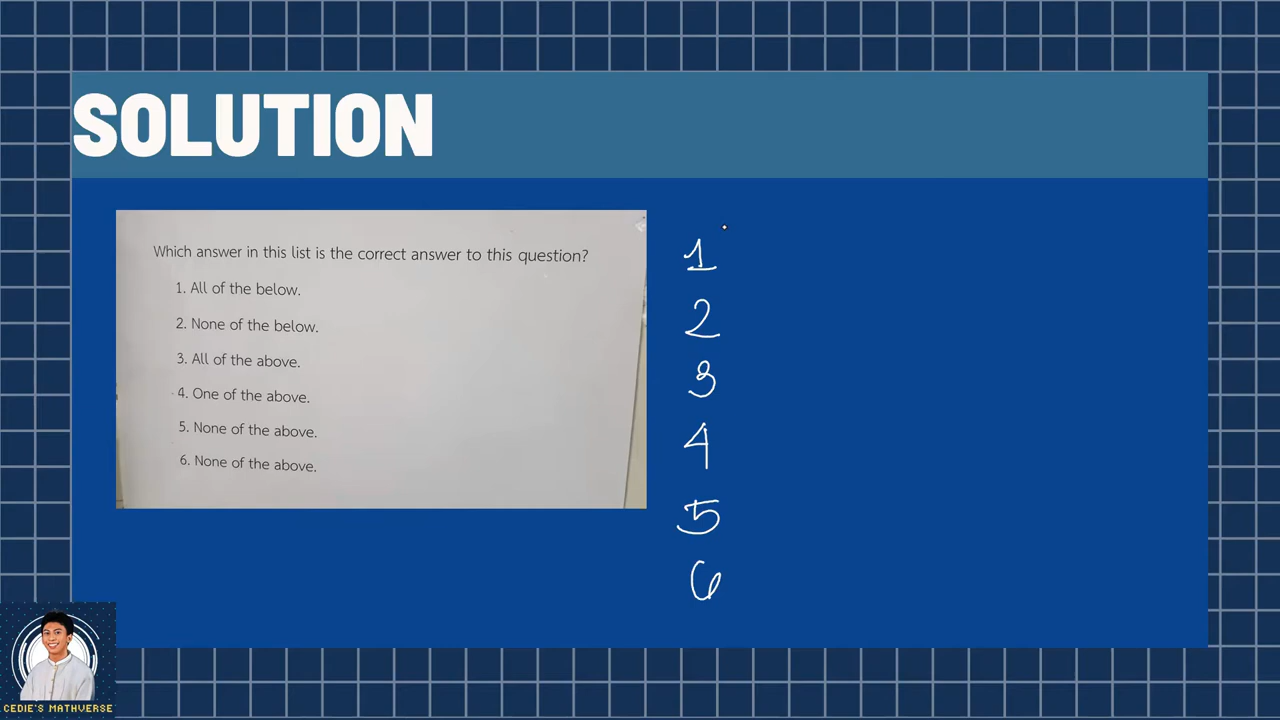 SOLUTION
Which answer in this list is the correct answer to this question?
1. All of the below.
2. None of the below.
3. All of the above.
4. One of the above.
5. None of the above.
6. None of the above.
1
2
3
4
5
6
CEDIE'S MATHVERSE